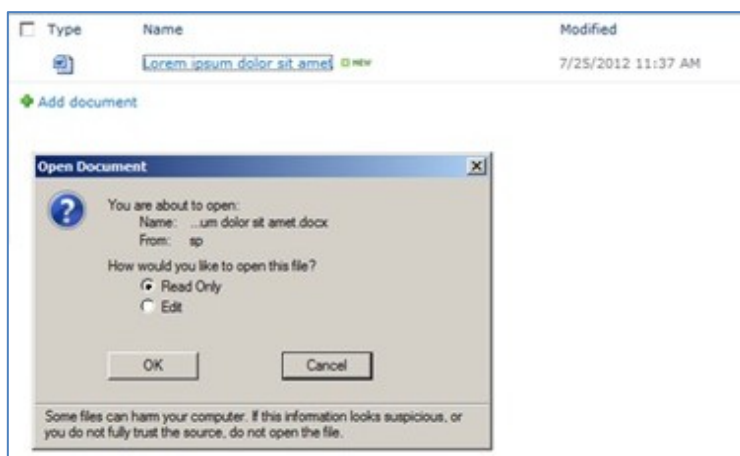 Type Name Modified
Lorem ipsum dolor sit amet NEW 7/25/2012 11:37 AM
Add document
Open Document
You are about to open:
Name: ...um dolor sit amet.docx
From: sp
How would you like to open this file?
Read Only
Edit
OK Cancel
Some files can harm your computer. If this information looks suspicious, or
you do not fully trust the source, do not open the file.